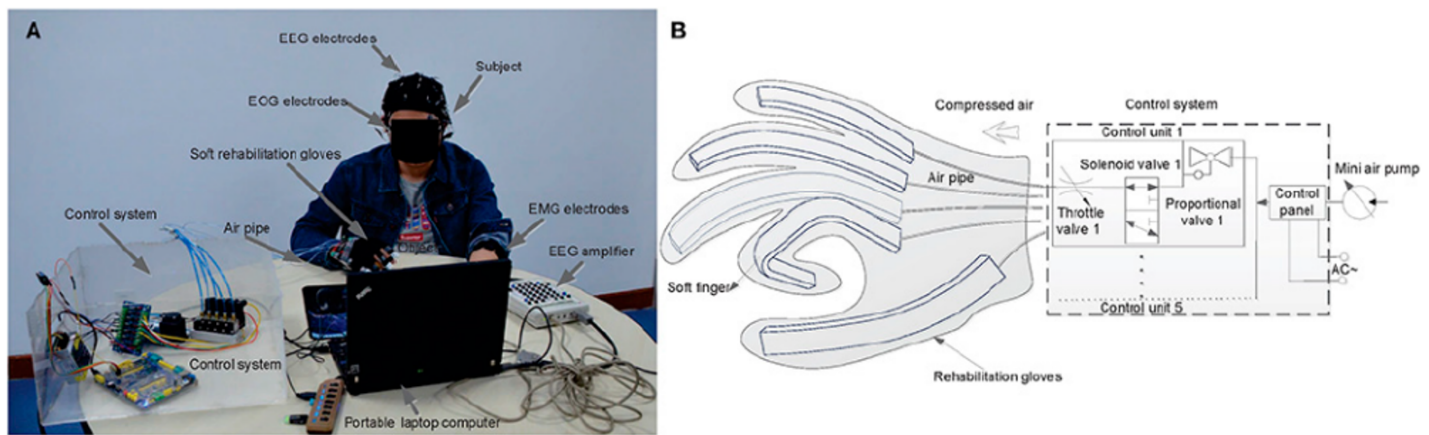 A
EEG electrodes
Subject
EOG electrodes
Soft rehabilitation gloves
Control system
Air pipe
Object
EMG electrodes
EEG amplifier
Control system
Portable laptop computer
B
Compressed air
Control system
Control unit 1
Solenoid valve 1
Air pipe
Mini air pump
Throttle
valve 1
Proportional
valve 1
Control
panel
Soft finger
AC~
Control unit 5
Rehabilitation gloves